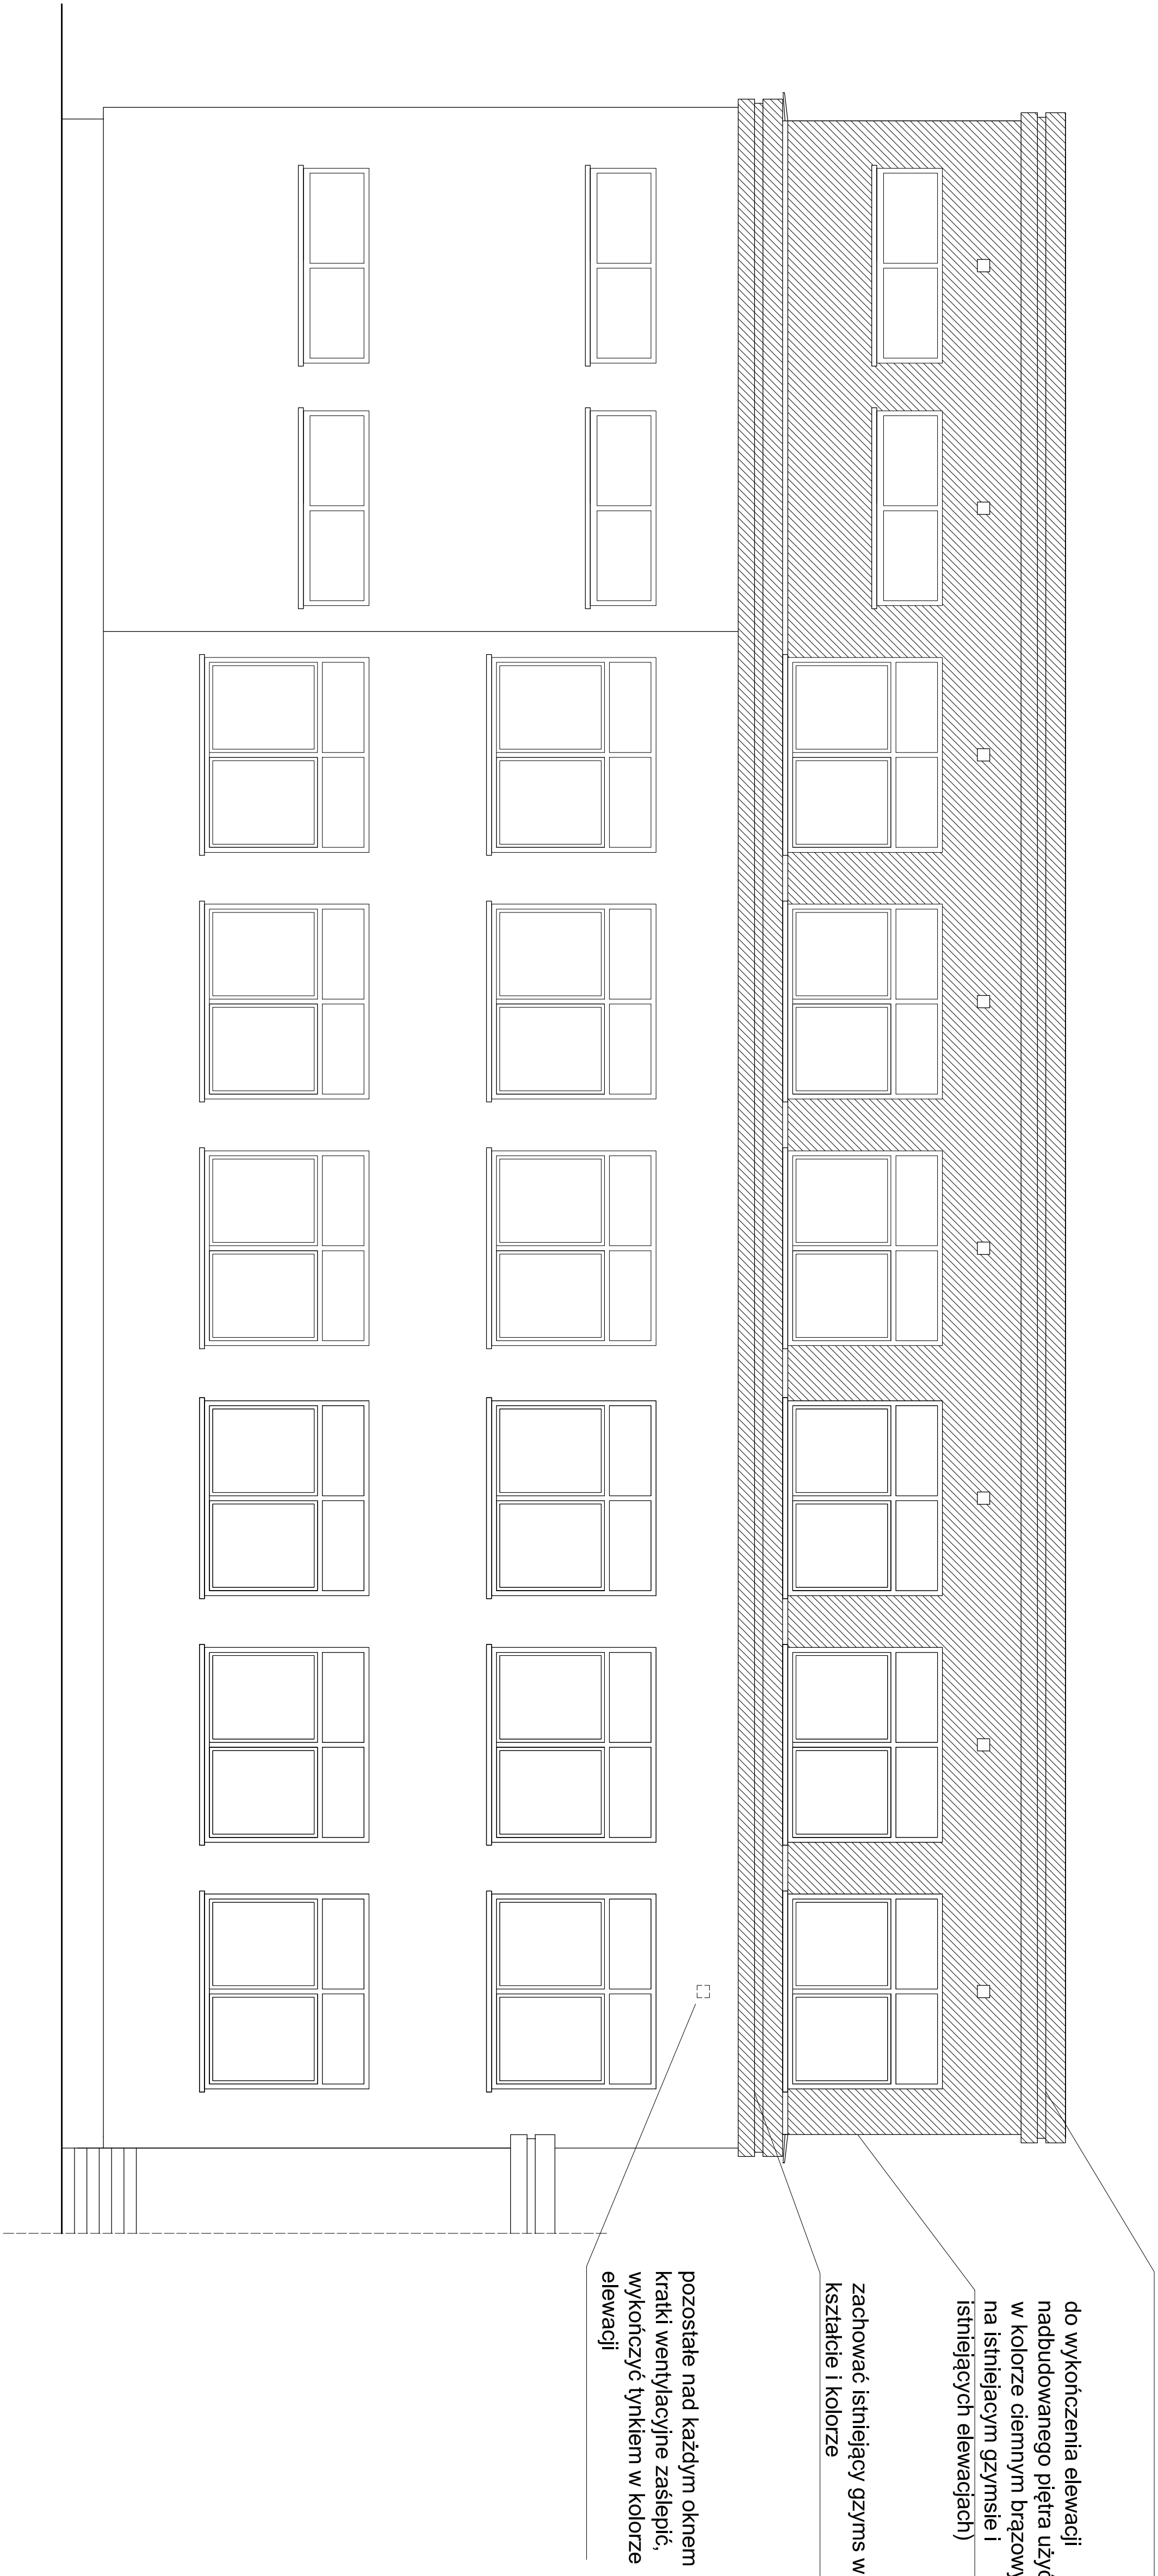 do wykończenia elewacji
nadbudowanego piętra użyć
w kolorze ciemnym brązowy
na istniejacym gzymsie i
istniejących elewacjach)
zachować istniejący gzyms w
kształcie i kolorze
pozostałe nad każdym oknem
kratki wentylacyjne zaślepić,
wykończyć tynkiem w kolorze
elewacji